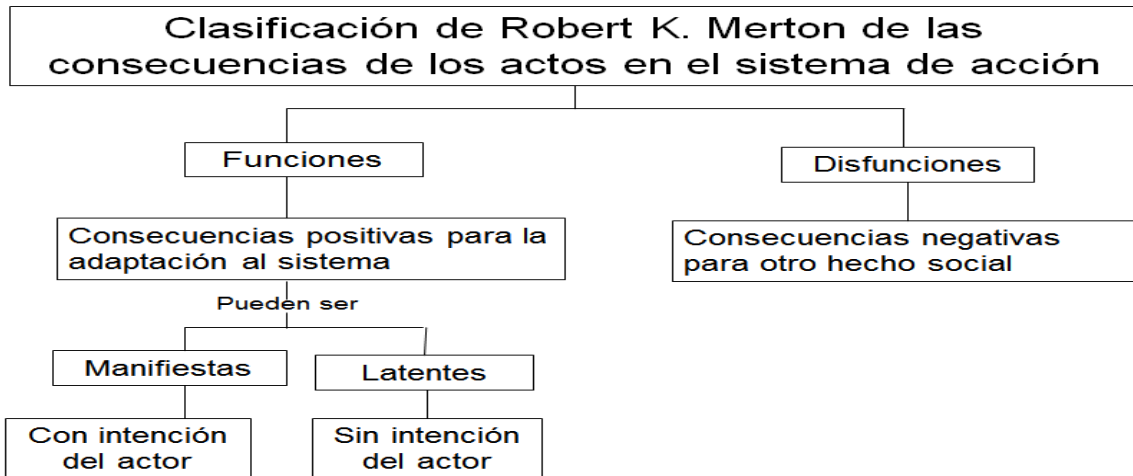 Clasificación de Robert K. Merton de las
consecuencias de los actos en el sistema de acción
Funciones
Disfunciones
Consecuencias positivas para la
adaptación al sistema
Consecuencias negativas
para otro hecho social
Pueden ser
Manifiestas
Latentes
Con intención
del actor
Sin intención
del actor